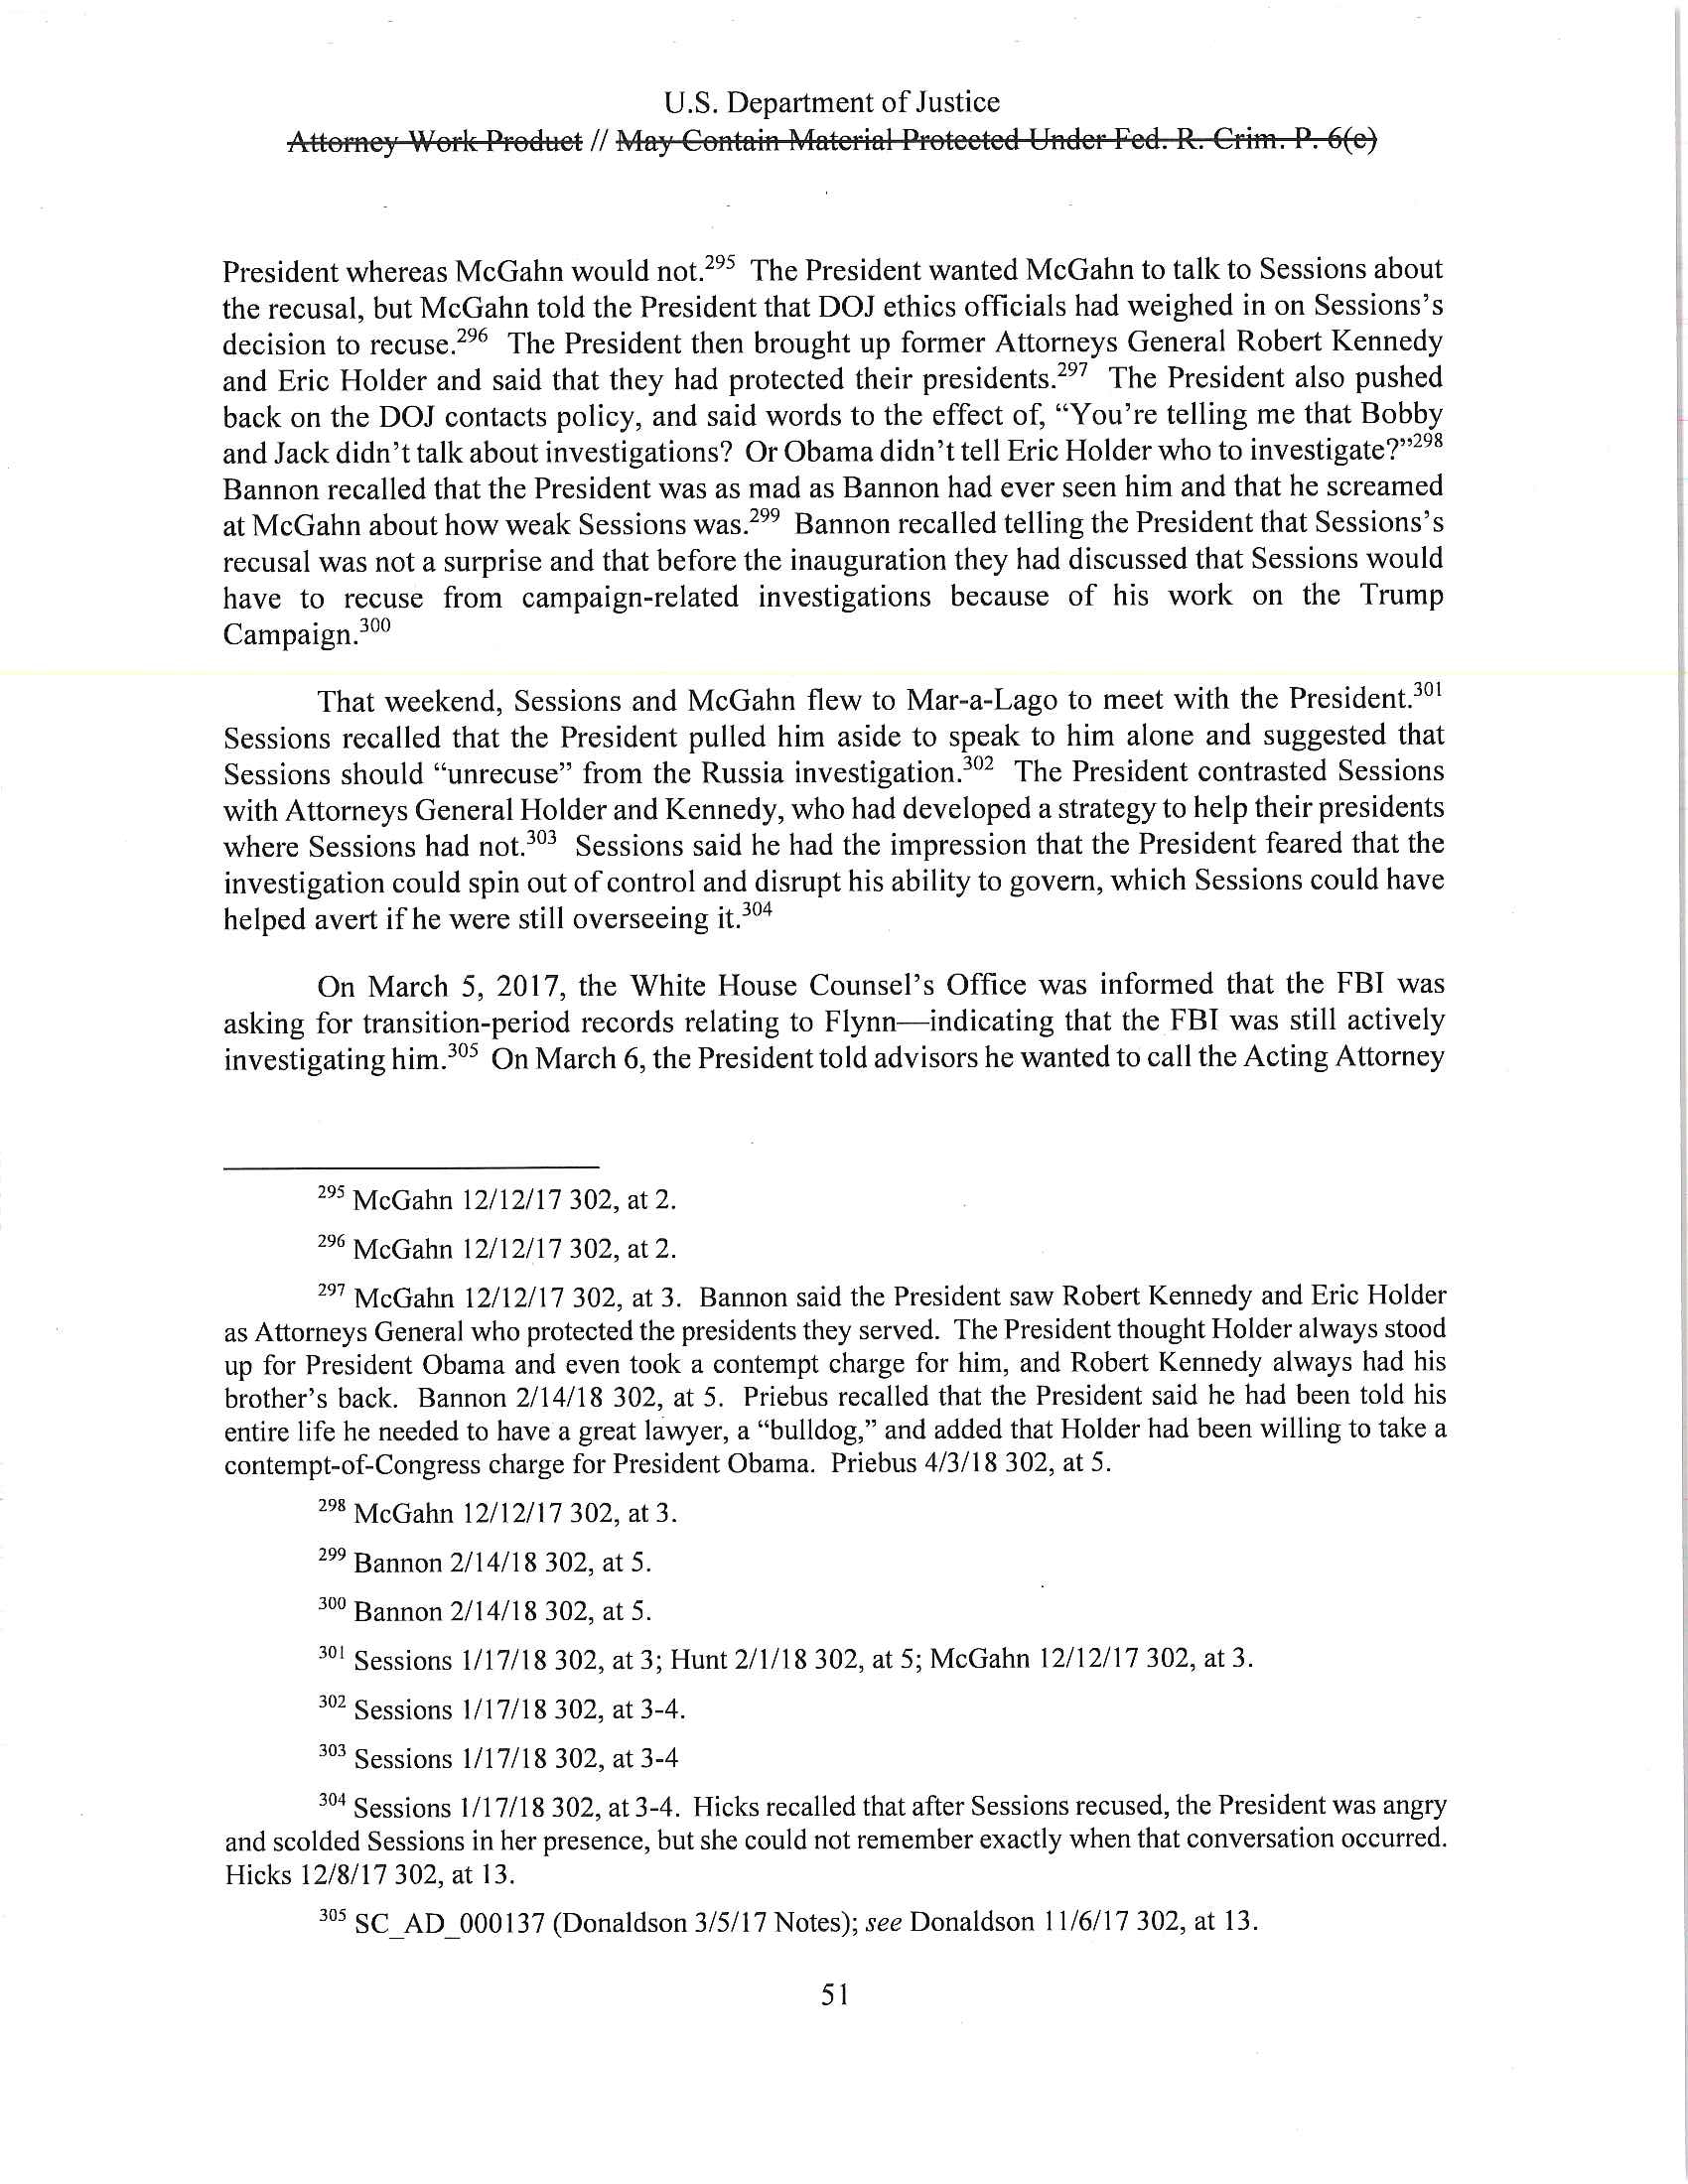 U.S. Department of Justice
Attorney Work Product // May Contain Material Protected Under Fed. R. Crim. P. 6(e)
President whereas McGahn would not.295 The President wanted McGahn to talk to Sessions about
the recusal, but McGahn told the President that DOJ ethics officials had weighed in on Sessions's
decision to recuse.296 The President then brought up former Attorneys General Robert Kennedy
and Eric Holder and said that they had protected their presidents.297 The President also pushed
back on the DOJ contacts policy, and said words to the effect of, “You're telling me that Bobby
and Jack didn't talk about investigations? Or Obama didn't tell Eric Holder who to investigate?”298
Bannon recalled that the President was as mad as Bannon had ever seen him and that he screamed
at McGahn about how weak Sessions was.299 Bannon recalled telling the President that Sessions's
recusal was not a surprise and that before the inauguration they had discussed that Sessions would
have to recuse from campaign-related investigations because of his work on the Trump
Campaign.300
That weekend, Sessions and McGahn flew to Mar-a-Lago to meet with the President.301
Sessions recalled that the President pulled him aside to speak to him alone and suggested that
Sessions should “unrecuse” from the Russia investigation.302 The President contrasted Sessions
with Attorneys General Holder and Kennedy, who had developed a strategy to help their presidents
where Sessions had not.303 Sessions said he had the impression that the President feared that the
investigation could spin out of control and disrupt his ability to govern, which Sessions could have
helped avert if he were still overseeing it.304
On March 5, 2017, the White House Counsel's Office was informed that the FBI was
asking for transition-period records relating to Flynn—indicating that the FBI was still actively
investigating him.305 On March 6, the President told advisors he wanted to call the Acting Attorney
295 McGahn 12/12/17 302, at 2.
296 McGahn 12/12/17 302, at 2.
297 McGahn 12/12/17 302, at 3. Bannon said the President saw Robert Kennedy and Eric Holder
as Attorneys General who protected the presidents they served. The President thought Holder always stood
up for President Obama and even took a contempt charge for him, and Robert Kennedy always had his
brother's back. Bannon 2/14/18 302, at 5. Priebus recalled that the President said he had been told his
entire life he needed to have a great lawyer, a “bulldog,” and added that Holder had been willing to take a
contempt-of-Congress charge for President Obama. Priebus 4/3/18 302, at 5.
298 McGahn 12/12/17 302, at 3.
299 Bannon 2/14/18 302, at 5.
300 Bannon 2/14/18 302, at 5.
301 Sessions 1/17/18 302, at 3; Hunt 2/1/18 302, at 5; McGahn 12/12/17 302, at 3.
302 Sessions 1/17/18 302, at 3-4.
303 Sessions 1/17/18 302, at 3-4
304 Sessions 1/17/18 302, at 3-4. Hicks recalled that after Sessions recused, the President was angry
and scolded Sessions in her presence, but she could not remember exactly when that conversation occurred.
Hicks 12/8/17 302, at 13.
305 SC_AD_000137 (Donaldson 3/5/17 Notes); see Donaldson 11/6/17 302, at 13.
51